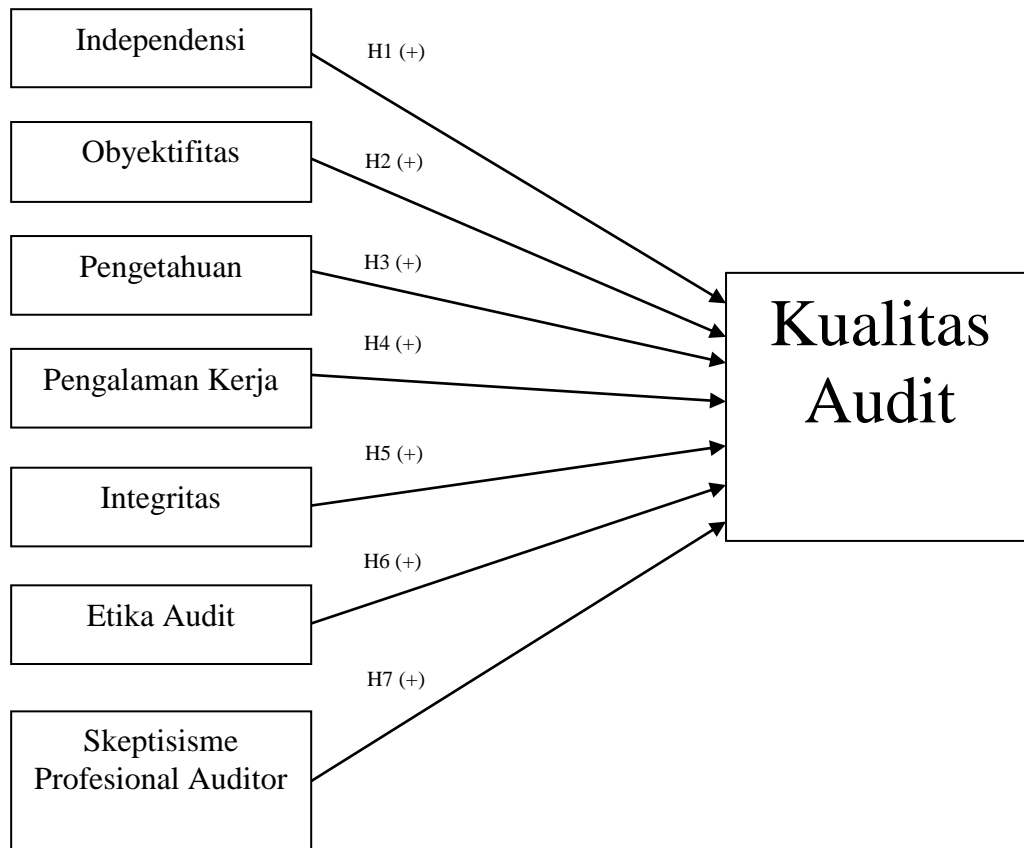 Independensi
H1 (+)
Obyektifitas
H2 (+)
Pengetahuan
H3 (+)
Pengalaman Kerja
H4 (+)
Integritas
H5 (+)
Etika Audit
H6 (+)
Skeptisisme
Profesional Auditor
H7 (+)
Kualitas
Audit